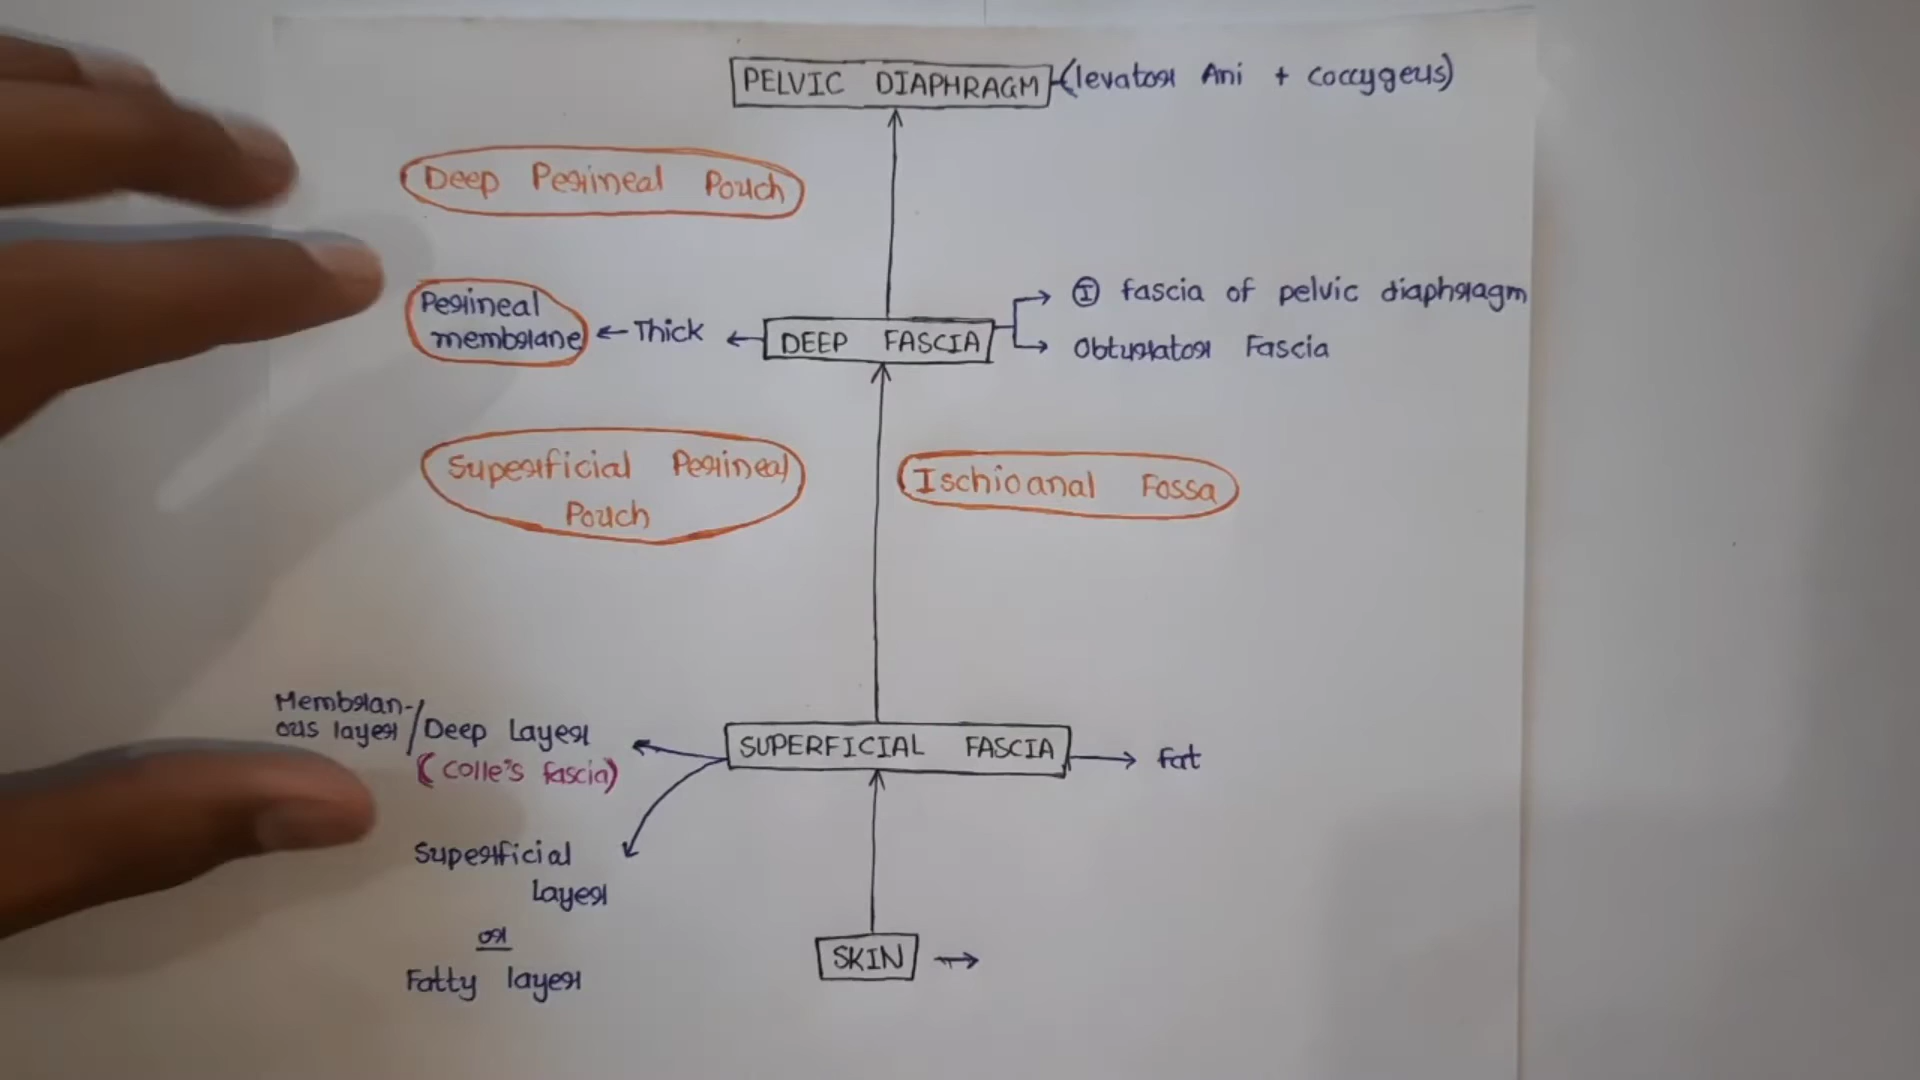 PELVIC DIAPHRAGM (levator Ani + coccygeus)
Deep Perineal Pouch
Perineal
membrane
Thick
DEEP FASCIA
Ⓘ fascia of pelvic diaphragm
Obturator Fascia
Superficial Perineal
Pouch
Ischioanal Fossa
Membran-
ous layer / Deep Layer
(Colle's fascia)
SUPERFICIAL FASCIA
Fat
Superficial
Layer
or
Fatty layer
SKIN